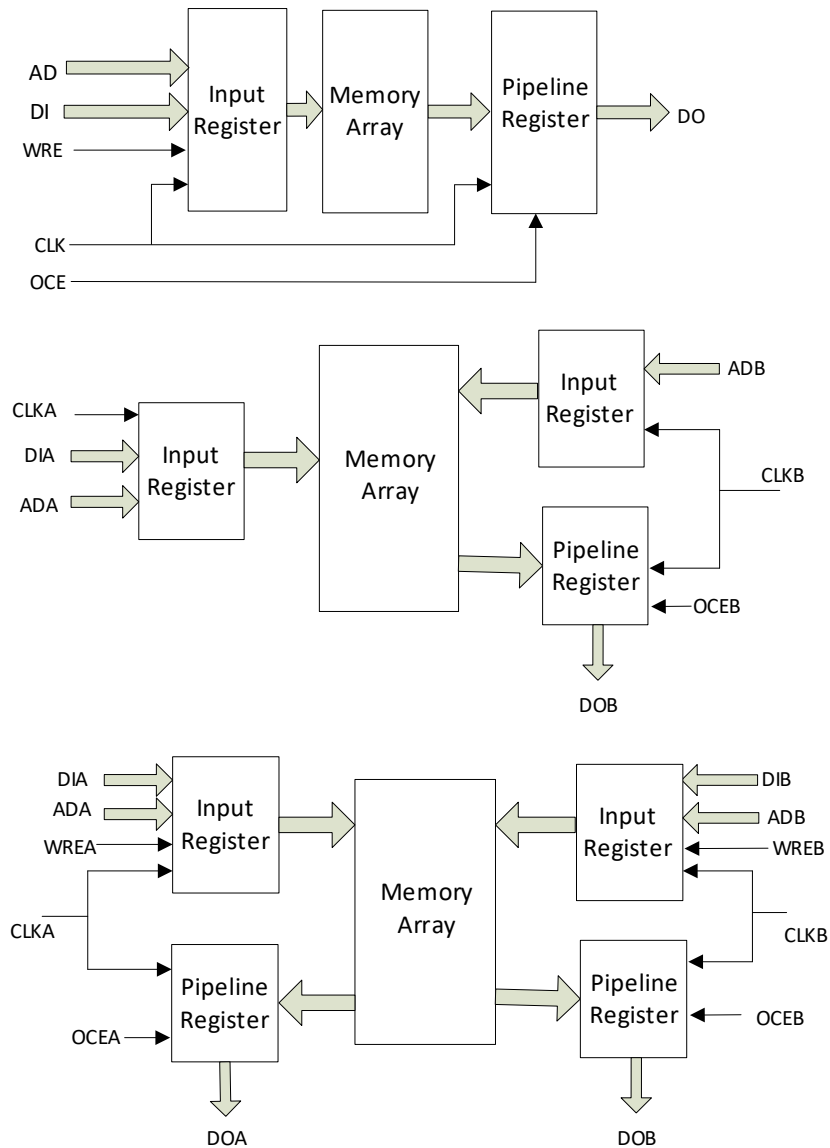 AD
DI
WRE
CLK
OCE
Input
Register
Memory
Array
Pipeline
Register
DO
CLKA
DIA
ADA
Input
Register
Memory
Array
Input
Register
ADB
CLKB
Pipeline
Register
OCEB
DOB
DIA
ADA
WREA
CLKA
OCEA
Input
Register
Pipeline
Register
DOA
Memory
Array
Input
Register
DIB
ADB
WREB
CLKB
Pipeline
Register
OCEB
DOB